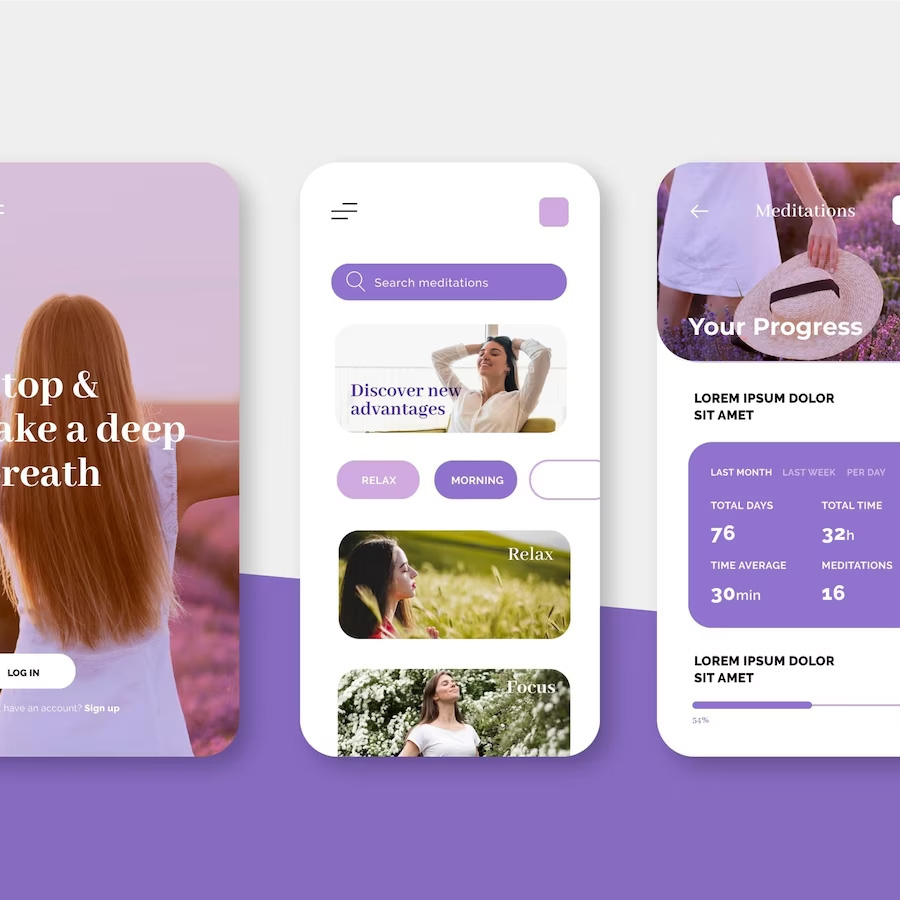 top &
ake a deep
reath
LOG IN
have an account? Sign up
Search meditations
Discover new
advantages
RELAX
MORNING
Relax
Focus
Meditations
Your Progress
LOREM IPSUM DOLOR
SIT AMET
LAST MONTH LAST WEEK PER DAY
TOTAL DAYS TOTAL TIME
76 32h
TIME AVERAGE MEDITATIONS
30min 16
LOREM IPSUM DOLOR
SIT AMET
54%